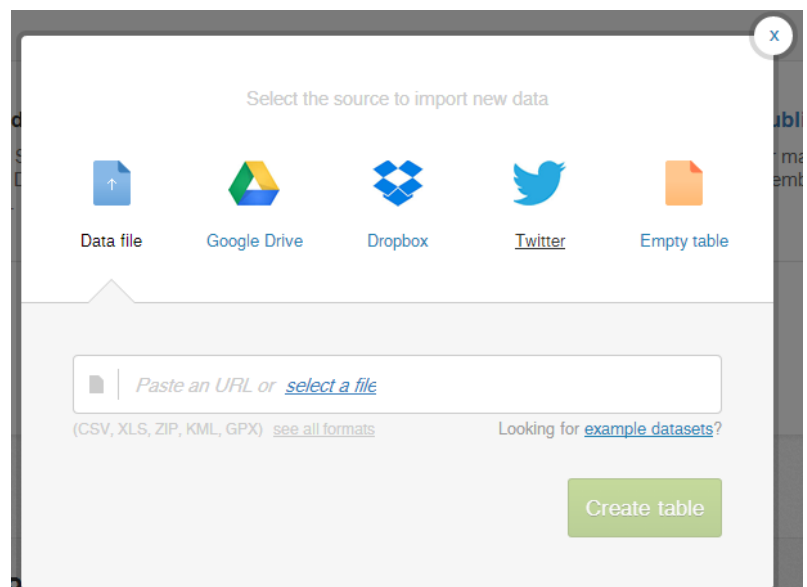 x
Select the source to import new data
Data file Google Drive Dropbox Twitter Empty table
Paste an URL or select a file
(CSV, XLS, ZIP, KML, GPX) see all formats Looking for example datasets?
Create table